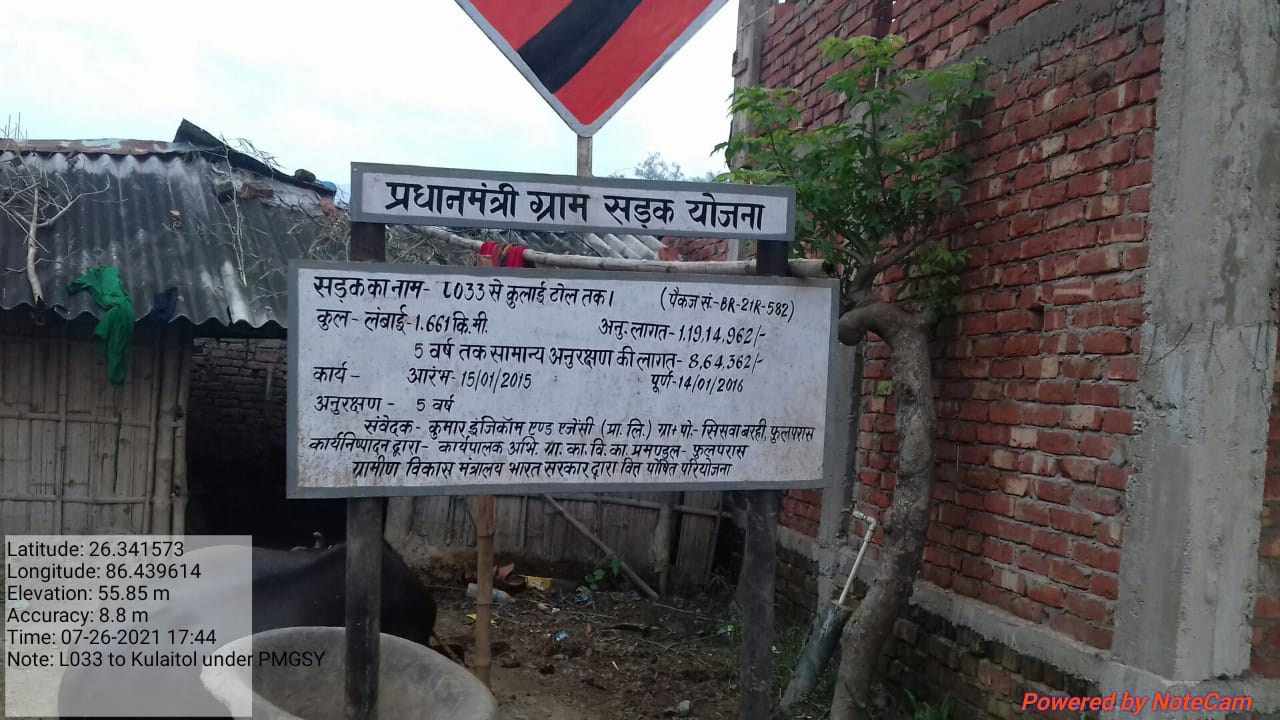 प्रधानमंत्री ग्राम सड़क योजना
सड़क का नाम- L033 से कुलाई टोल तक। (पैकेज सं-BR-21R-582)
कुल- लंबाई-1.661 कि.मी. अनु.लागत-1,19,14,962/-
5 वर्ष तक सामान्य अनुरक्षण की लागत- 8,64,362/-
कार्य - आरंभ-15/01/2015 पूर्ण-14/01/2016
अनुरक्षण - 5 वर्ष
संवेदक- कुमार इंजिकॉम एण्ड एजेंसी (प्रा. लि.) ग्रा+पो- सिसवा बरही, फुलपरास
कार्यनिष्पादन द्वारा- कार्यपालक अभि. ग्रा. का. वि. का. प्रमण्डल- फुलपरास
ग्रामीण विकास मंत्रालय भारत सरकार द्वारा वित्त पोषित परियोजना
Latitude: 26.341573
Longitude: 86.439614
Elevation: 55.85 m
Accuracy: 8.8 m
Time: 07-26-2021 17:44
Note: L033 to Kulaitol under PMGSY
Powered by NoteCam